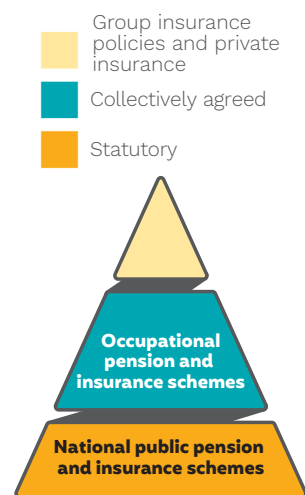 Group insurance
policies and private
insurance
Collectively agreed
Statutory
Occupational
pension and
insurance schemes
National public pension
and insurance schemes